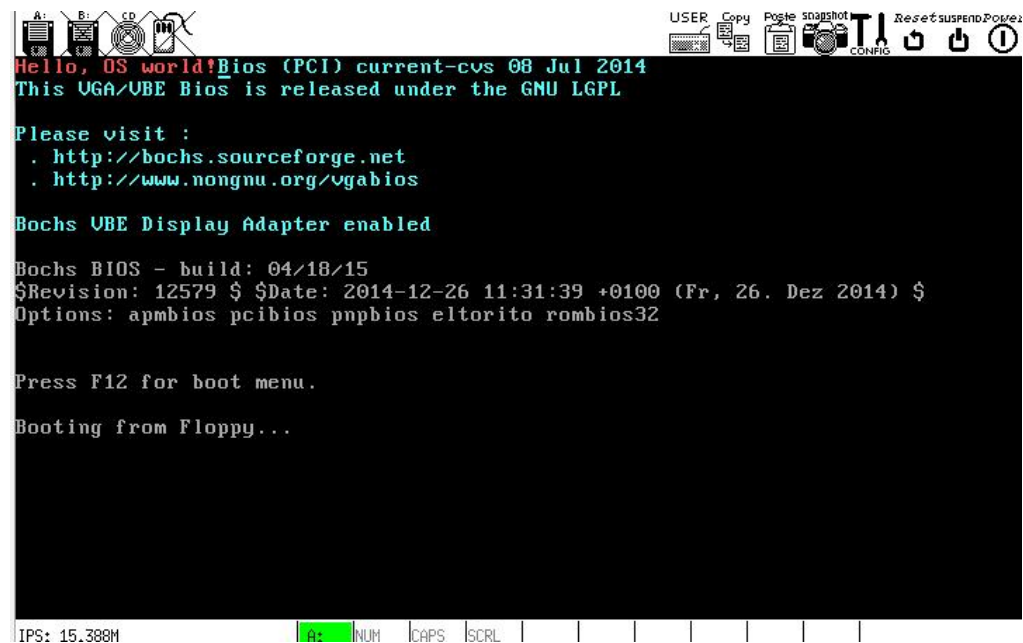 A: B: CD USER Copy Poste snapshot CONFIG Reset SUSPEND Power
Hello, OS world!Bios (PCI) current-cvs 08 Jul 2014
This VGA/VBE Bios is released under the GNU LGPL
Please visit :
. http://bochs.sourceforge.net
. http://www.nongnu.org/vgabios
Bochs VBE Display Adapter enabled
Bochs BIOS - build: 04/18/15
$Revision: 12579 $ $Date: 2014-12-26 11:31:39 +0100 (Fr, 26. Dez 2014) $
Options: apmbios pcibios pnpbios eltorito rombios32
Press F12 for boot menu.
Booting from Floppy...
IPS: 15.388M A: NUM CAPS SCRL